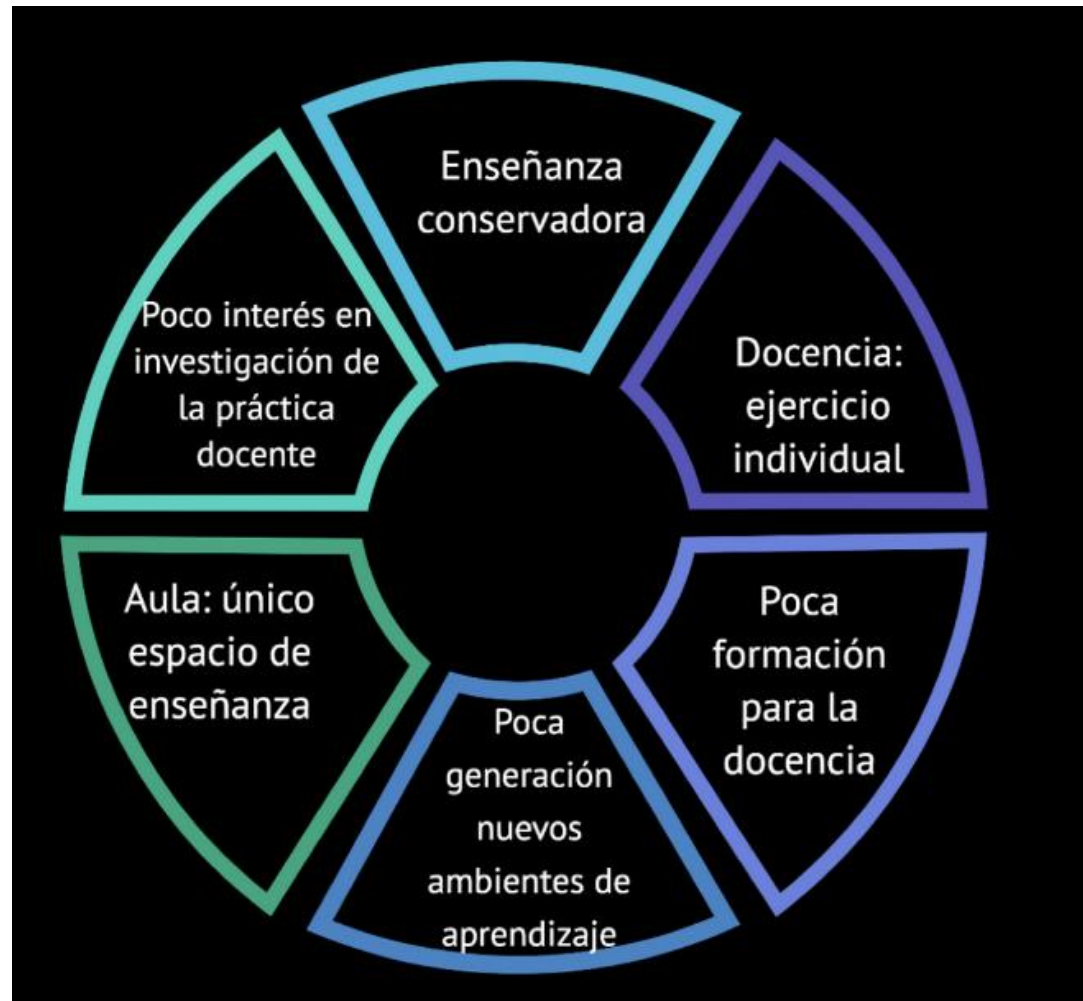 Enseñanza
conservadora
Docencia:
ejercicio
individual
Poca
formación
para la
docencia
Poca
generación
nuevos
ambientes de
aprendizaje
Aula: único
espacio de
enseñanza
Poco interés en
investigación de
la práctica
docente